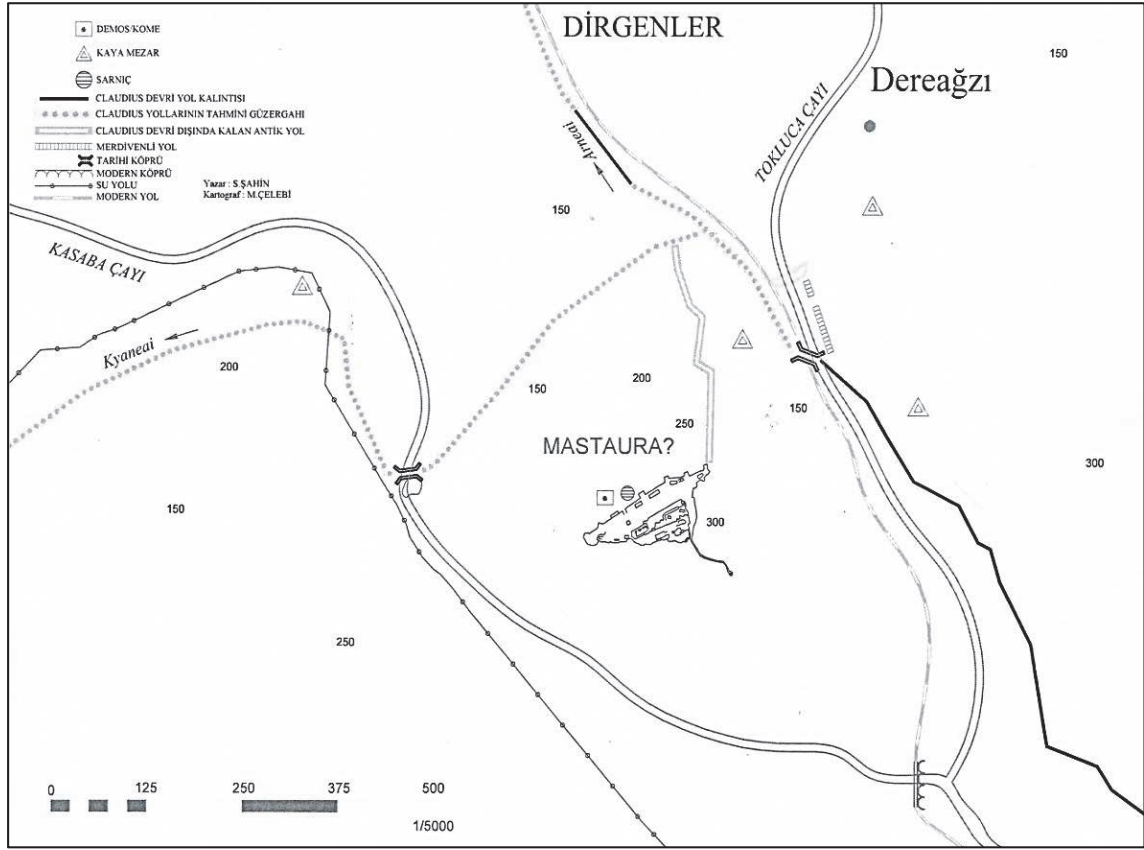 DEMOS/KOME
KAYA MEZAR
SARNIÇ
CLAUDIUS DEVRİ YOL KALINTISI
CLAUDIUS YOLLARININ TAHMİNİ GÜZERGAHI
CLAUDIUS DEVRİ DIŞINDA KALAN ANTİK YOL
MERDİVENLİ YOL
TARİHİ KÖPRÜ
MODERN KÖPRÜ
SU YOLU
MODERN YOL
Yazar : S.ŞAHİN
Kartograf : M.ÇELEBİ
DİRGENLER
150
Dereağzı
TOKLUCA ÇAYI
Arneai
150
KASABA ÇAYI
Kyaneai
200
150
200
250
150
MASTAURA?
300
150
300
250
0 125 250 375 500
1/5000